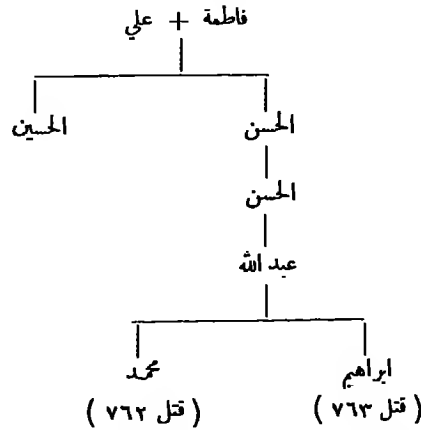 فاطمة + علي
الحسن الحسين
الحسن
عبد الله
ابراهيم محمد
( قتل ٧٦٣ ) ( قتل ٧٦٢ )